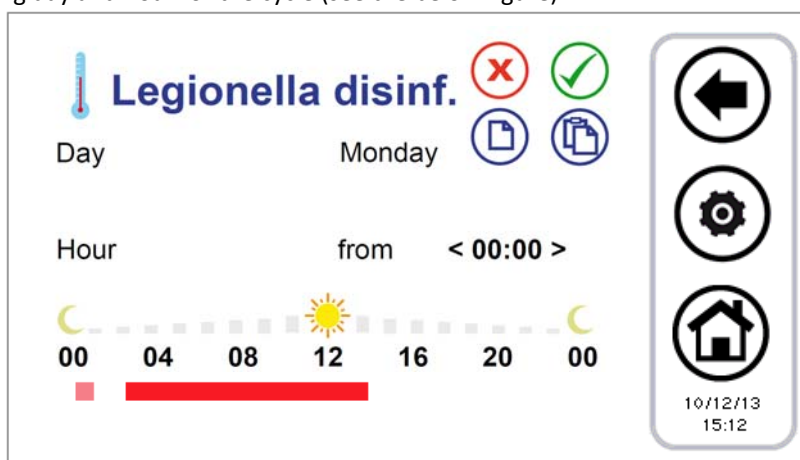 Legionella disinf.
Day Monday
Hour from < 00:00 >
00 04 08 12 16 20 00
10/12/13
15:12